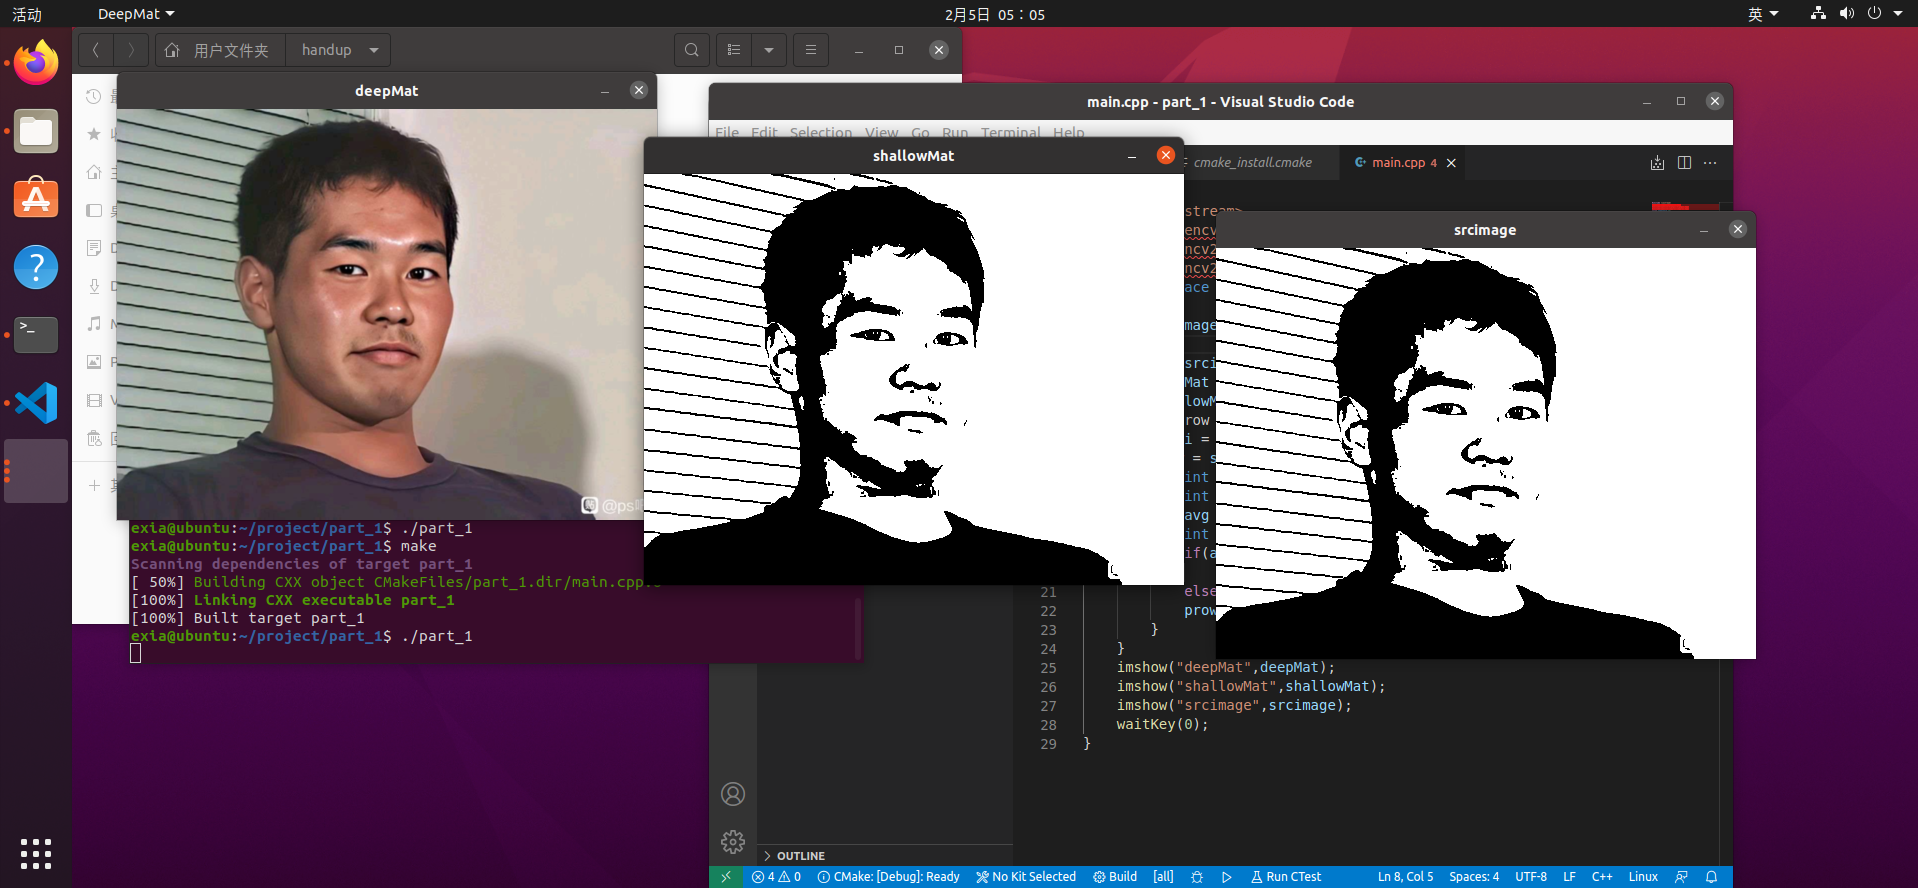 活动
DeepMat
2月5日 05：05
英
用户文件夹
handup
deepMat
@ps
exia@ubuntu:~/project/part_1$ ./part_1
exia@ubuntu:~/project/part_1$ make
Scanning dependencies of target part_1
[ 50%] Building CXX object CMakeFiles/part_1.dir/main.cpp.o
[100%] Linking CXX executable part_1
[100%] Built target part_1
exia@ubuntu:~/project/part_1$ ./part_1
main.cpp - part_1 - Visual Studio Code
File Edit Selection View Go Run Terminal Help
shallowMat
cmake_install.cmake
main.cpp 4
srcimage
stream>
encv
ncv2
ncv2
ace
mage
srci
Mat
lowM
row
i =
= s
int
int
avg
int
if(a
21 else
22 prow
23 }
24 }
25 imshow("deepMat",deepMat);
26 imshow("shallowMat",shallowMat);
27 imshow("srcimage",srcimage);
28 waitKey(0);
29 }
OUTLINE
4 0 CMake: [Debug]: Ready No Kit Selected Build [all] Run CTest Ln 8, Col 5 Spaces: 4 UTF-8 LF C++ Linux